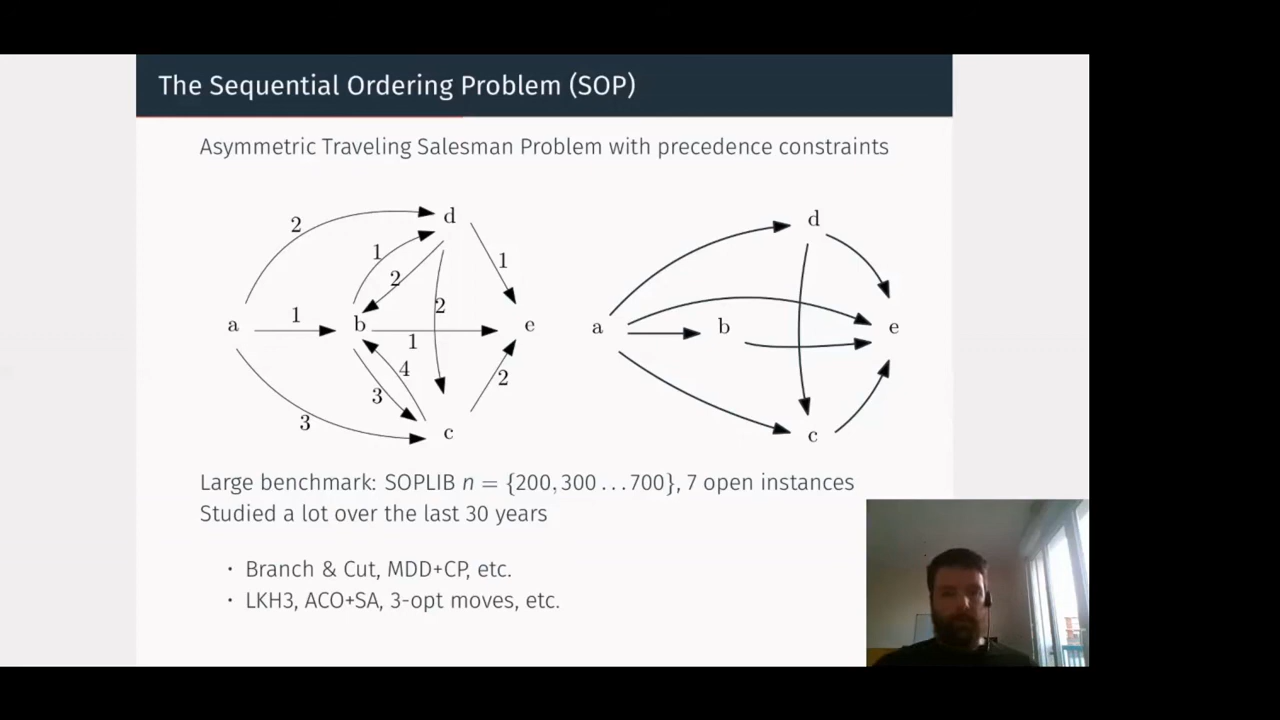 The Sequential Ordering Problem (SOP)
Asymmetric Traveling Salesman Problem with precedence constraints
2 d
1
2 1
2
a 1 b e
1
4
3 2
3 c
d
a b e
c
Large benchmark: SOPLIB n = {200, 300 . . . 700}, 7 open instances
Studied a lot over the last 30 years
· Branch & Cut, MDD+CP, etc.
· LKH3, ACO+SA, 3-opt moves, etc.